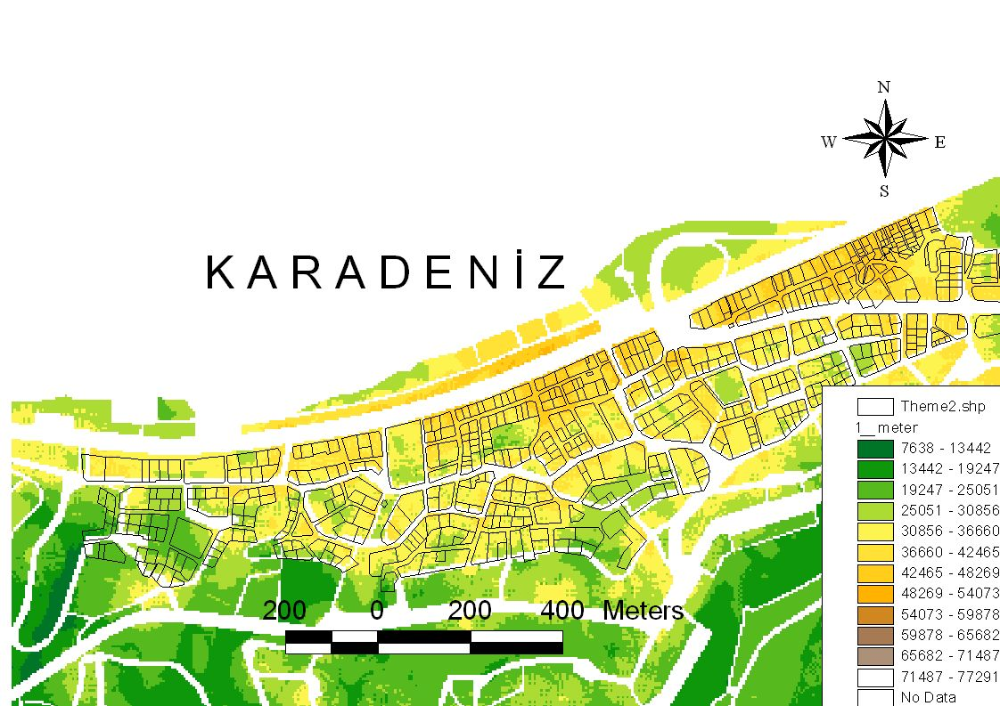 N
W E
S
KARADENİZ
Theme2.shp
1__meter
7638 - 13442
13442 - 19247
19247 - 25051
25051 - 30856
30856 - 36660
36660 - 42465
42465 - 48269
48269 - 54073
54073 - 59878
59878 - 65682
65682 - 71487
71487 - 77291
No Data
200 0 200 400 Meters